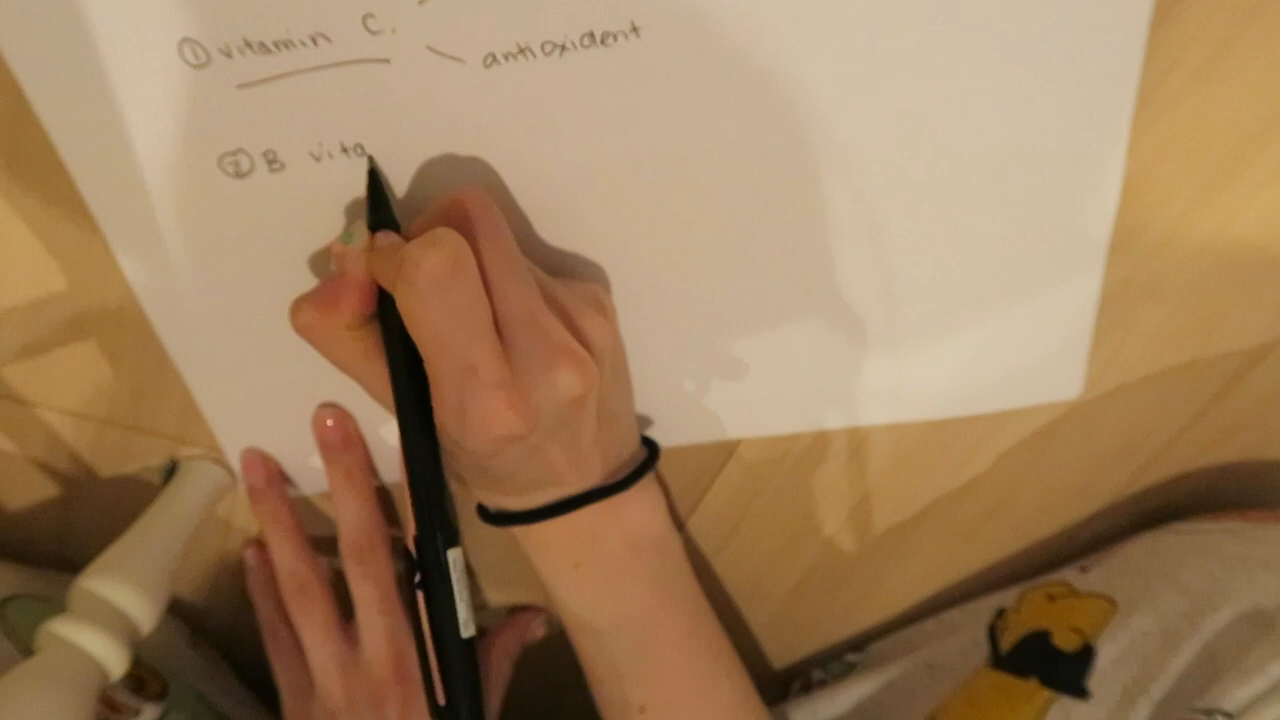 ① vitamin C.
antioxident
② B vita